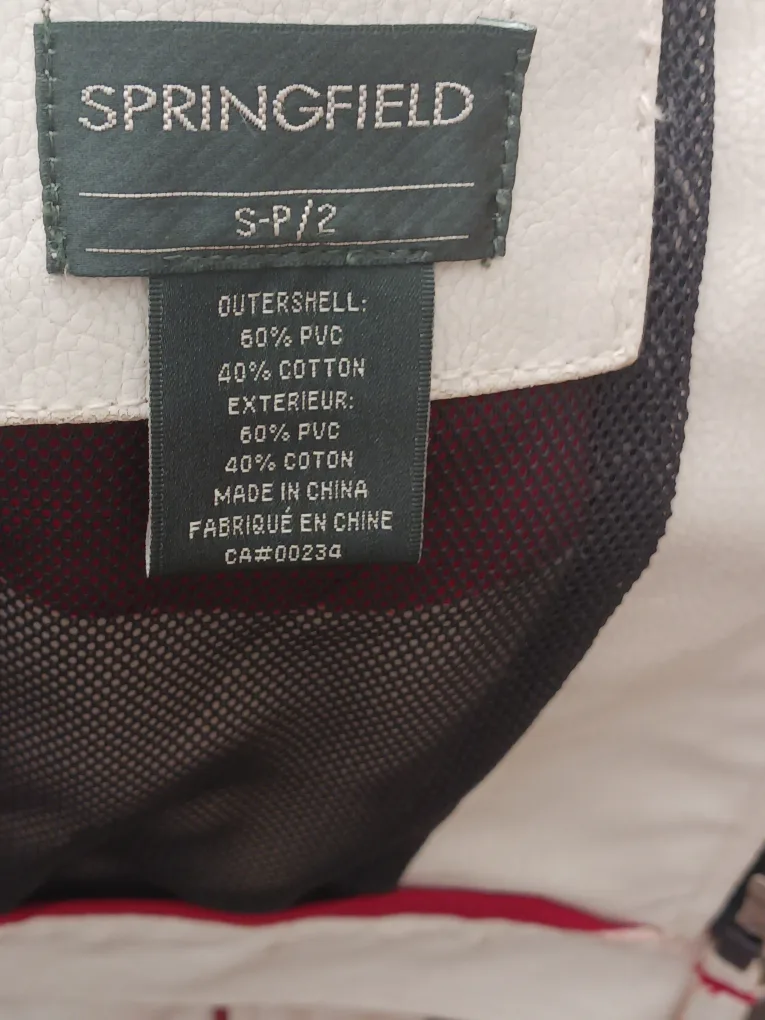 SPRINGFIELD
S-P/2
OUTERSHELL:
60% PVC
40% COTTON
EXTERIEUR:
60% PVC
40% COTON
MADE IN CHINA
FABRIQUÉ EN CHINE
CA#00234